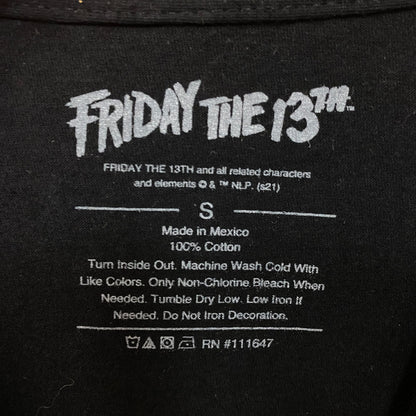 FRIDAY THE 13TH™
FRIDAY THE 13TH and all related characters
and elements © & ™ NLP. (s21)
S
Made in Mexico
100% Cotton
Turn Inside Out. Machine Wash Cold With
Like Colors. Only Non-Chlorine Bleach When
Needed. Tumble Dry Low. Low Iron If
Needed. Do Not Iron Decoration.
RN #111647